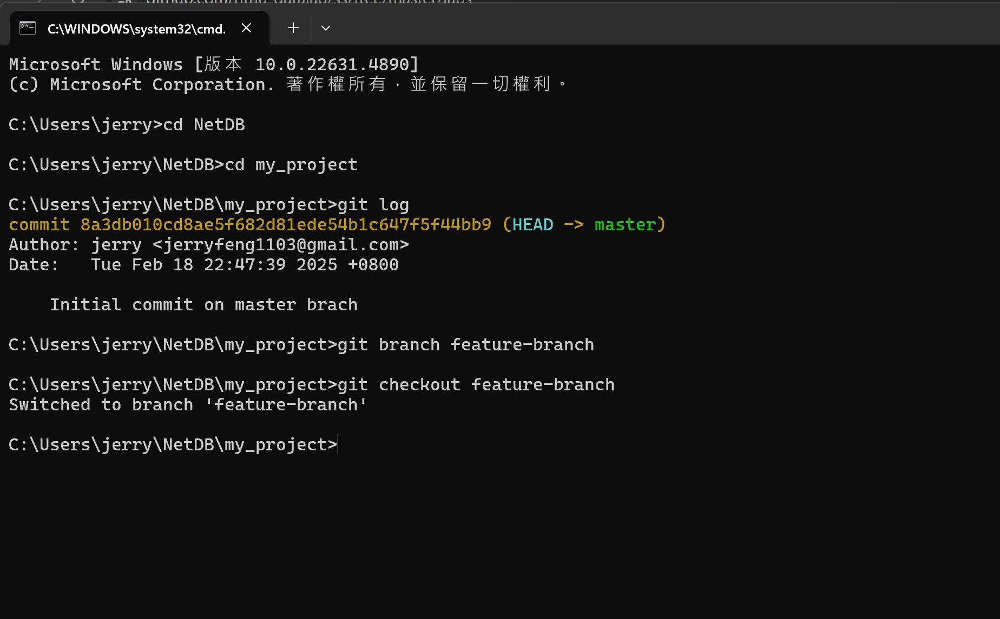 C:\WINDOWS\system32\cmd.
Microsoft Windows [版本 10.0.22631.4890]
(c) Microsoft Corporation. 著作權所有，並保留一切權利。
C:\Users\jerry>cd NetDB
C:\Users\jerry\NetDB>cd my_project
C:\Users\jerry\NetDB\my_project>git log
commit 8a3db010cd8ae5f682d81ede54b1c647f5f44bb9 (HEAD -> master)
Author: jerry <jerryfeng1103@gmail.com>
Date:   Tue Feb 18 22:47:39 2025 +0800
    Initial commit on master brach
C:\Users\jerry\NetDB\my_project>git branch feature-branch
C:\Users\jerry\NetDB\my_project>git checkout feature-branch
Switched to branch 'feature-branch'
C:\Users\jerry\NetDB\my_project>